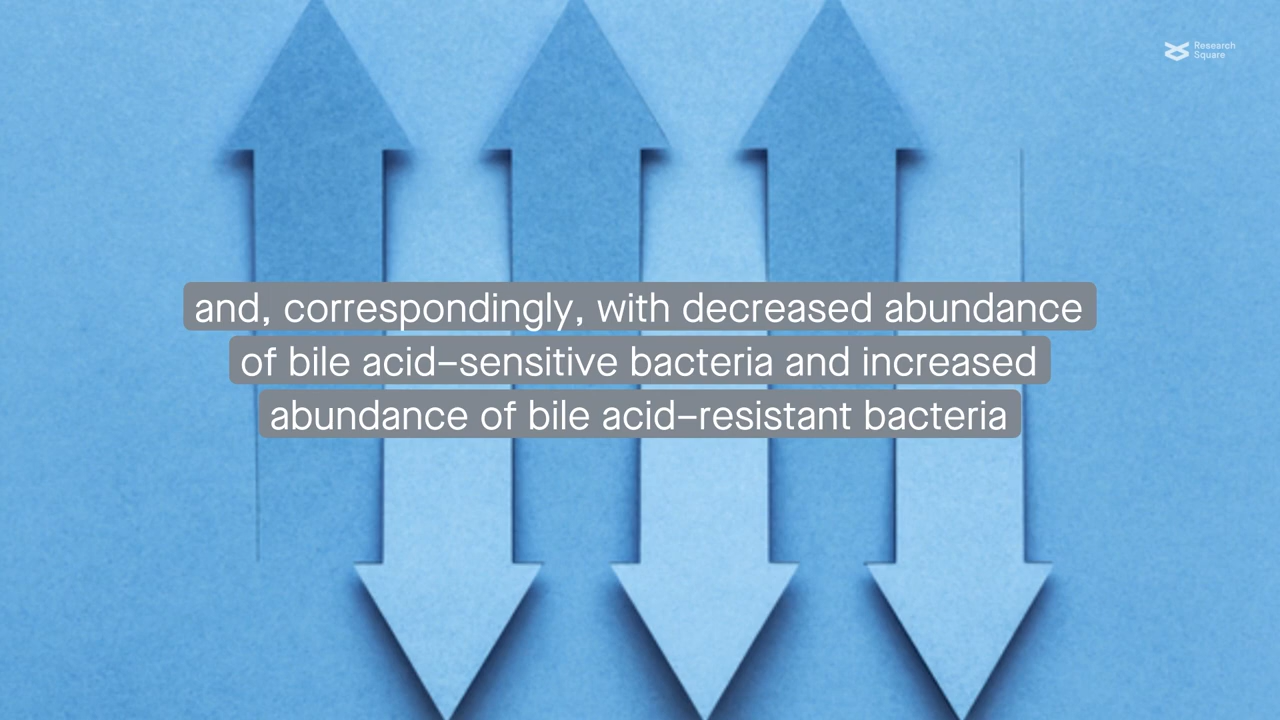 Research
Square
and, correspondingly, with decreased abundance
of bile acid–sensitive bacteria and increased
abundance of bile acid–resistant bacteria